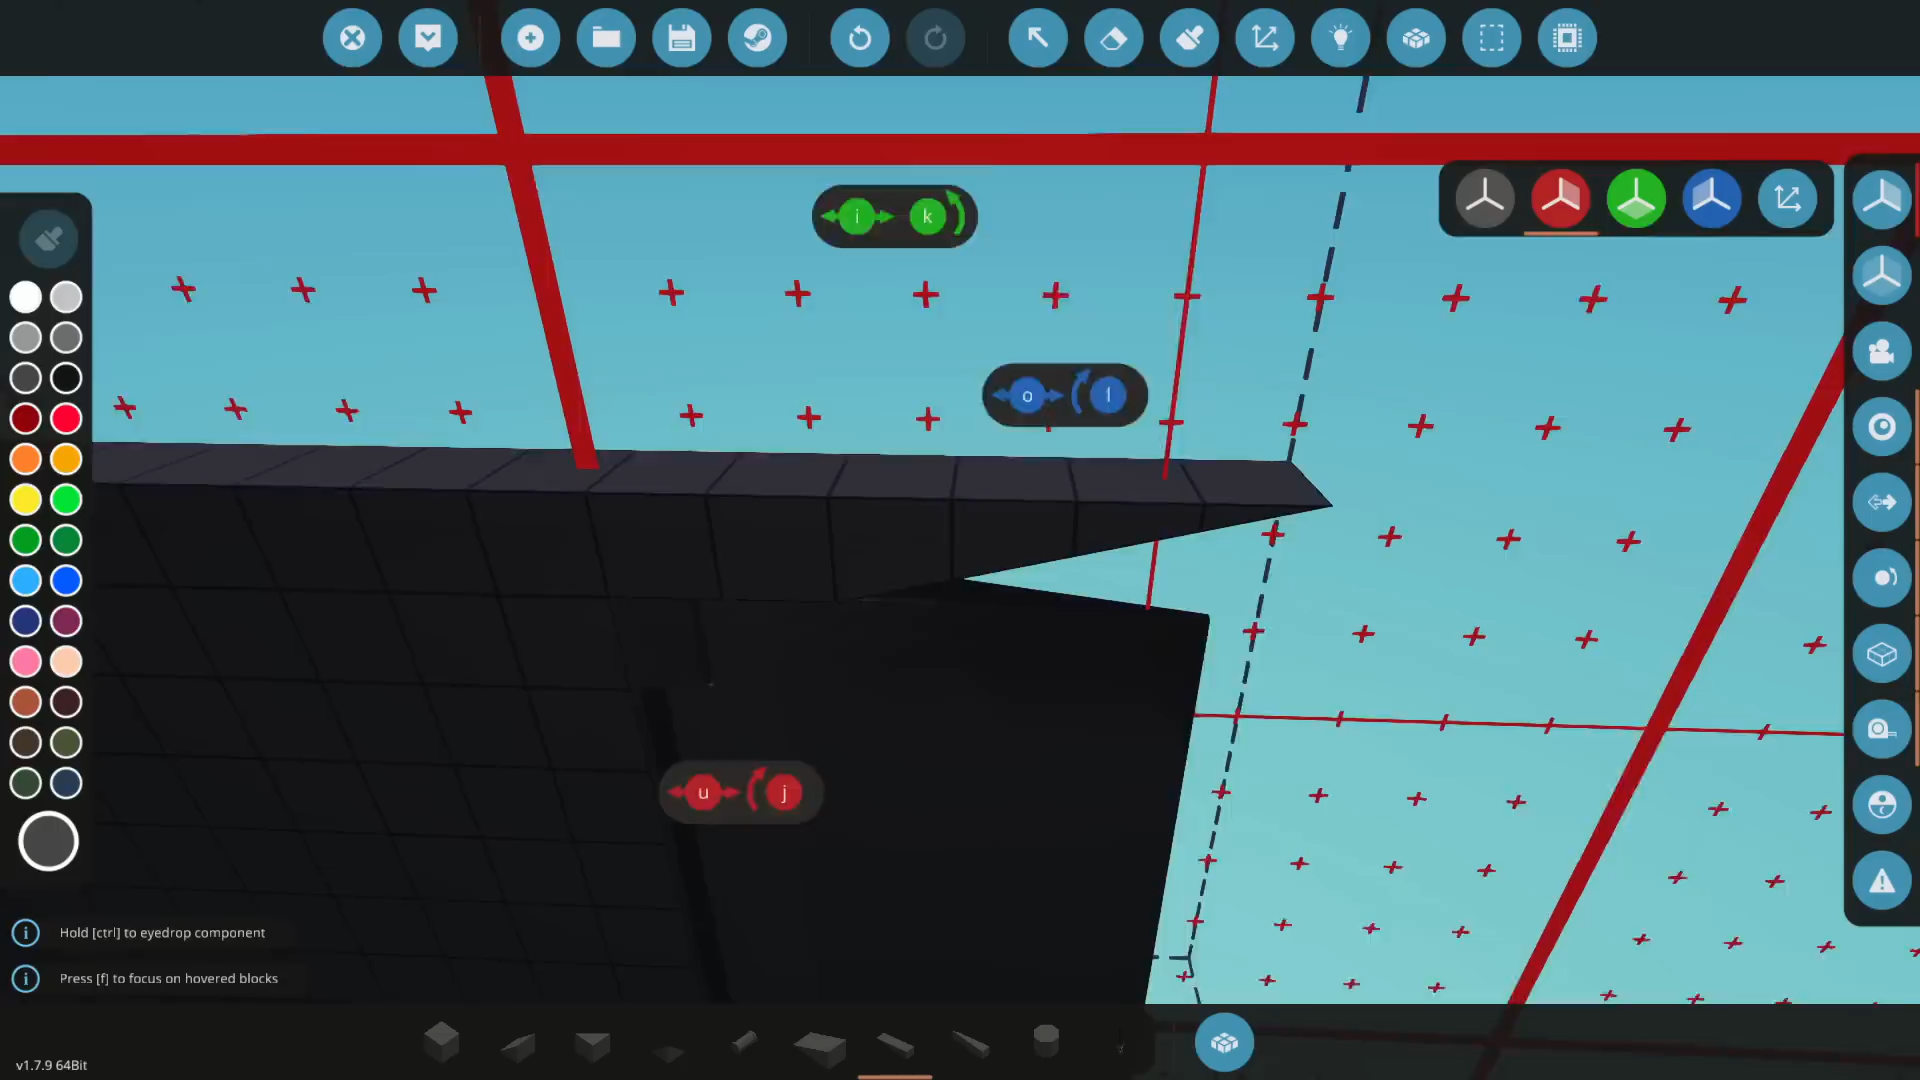 i k
o l
u j
Hold [ctrl] to eyedrop component
Press [f] to focus on hovered blocks
v1.7.9 64Bit